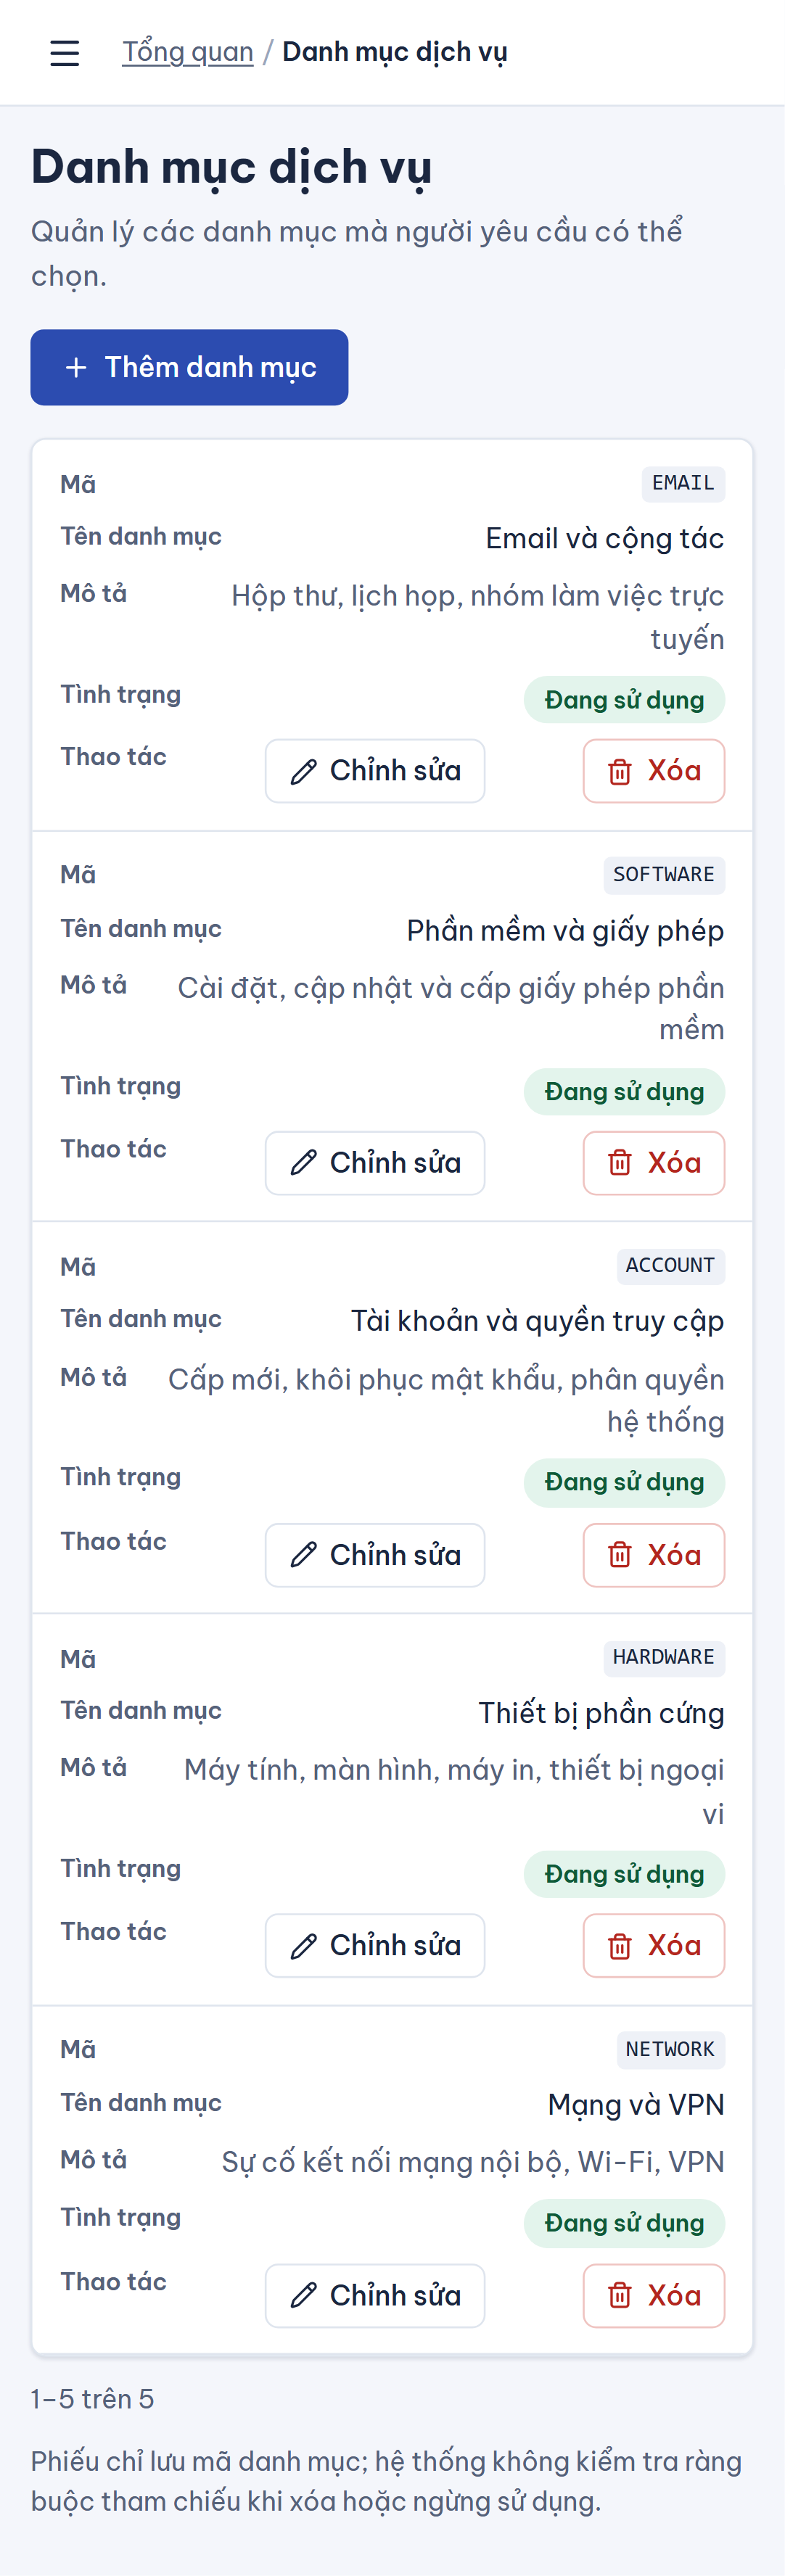 Tổng quan / Danh mục dịch vụ
Danh mục dịch vụ
Quản lý các danh mục mà người yêu cầu có thể
chọn.
+ Thêm danh mục
Mã EMAIL
Tên danh mục Email và cộng tác
Mô tả Hộp thư, lịch họp, nhóm làm việc trực
tuyến
Tình trạng Đang sử dụng
Thao tác Chỉnh sửa Xóa
Mã SOFTWARE
Tên danh mục Phần mềm và giấy phép
Mô tả Cài đặt, cập nhật và cấp giấy phép phần
mềm
Tình trạng Đang sử dụng
Thao tác Chỉnh sửa Xóa
Mã ACCOUNT
Tên danh mục Tài khoản và quyền truy cập
Mô tả Cấp mới, khôi phục mật khẩu, phân quyền
hệ thống
Tình trạng Đang sử dụng
Thao tác Chỉnh sửa Xóa
Mã HARDWARE
Tên danh mục Thiết bị phần cứng
Mô tả Máy tính, màn hình, máy in, thiết bị ngoại
vi
Tình trạng Đang sử dụng
Thao tác Chỉnh sửa Xóa
Mã NETWORK
Tên danh mục Mạng và VPN
Mô tả Sự cố kết nối mạng nội bộ, Wi-Fi, VPN
Tình trạng Đang sử dụng
Thao tác Chỉnh sửa Xóa
1–5 trên 5
Phiếu chỉ lưu mã danh mục; hệ thống không kiểm tra ràng
buộc tham chiếu khi xóa hoặc ngừng sử dụng.